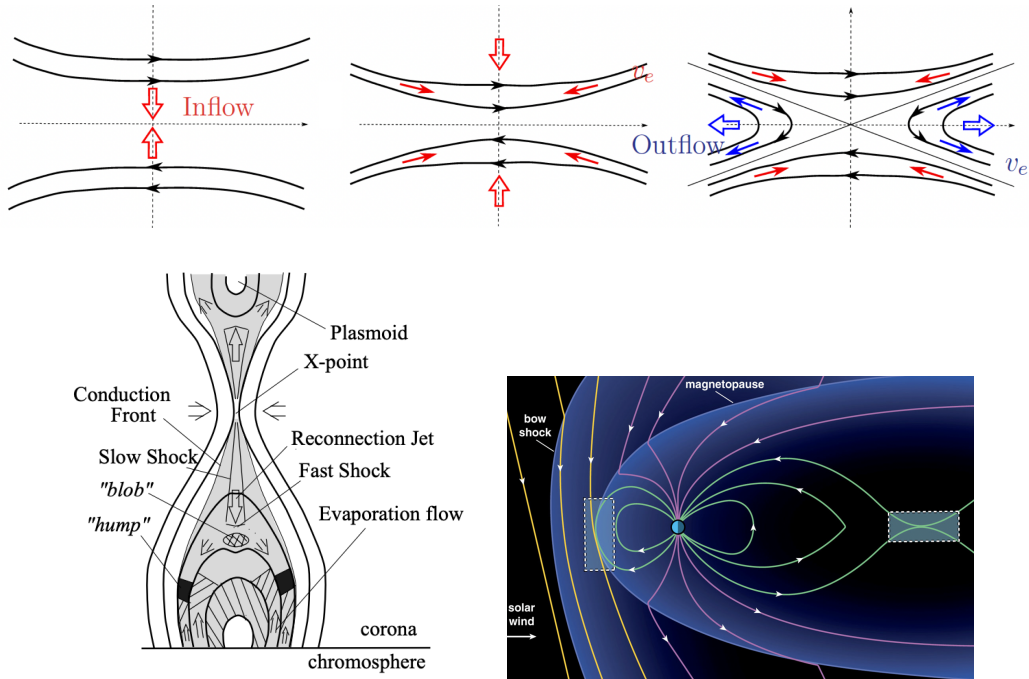 Inflow
v_e
Outflow
v_e
Plasmoid
X-point
Conduction
Front
Reconnection Jet
Slow Shock
Fast Shock
"blob"
Evaporation flow
"hump"
corona
chromosphere
magnetopause
bow
shock
solar
wind